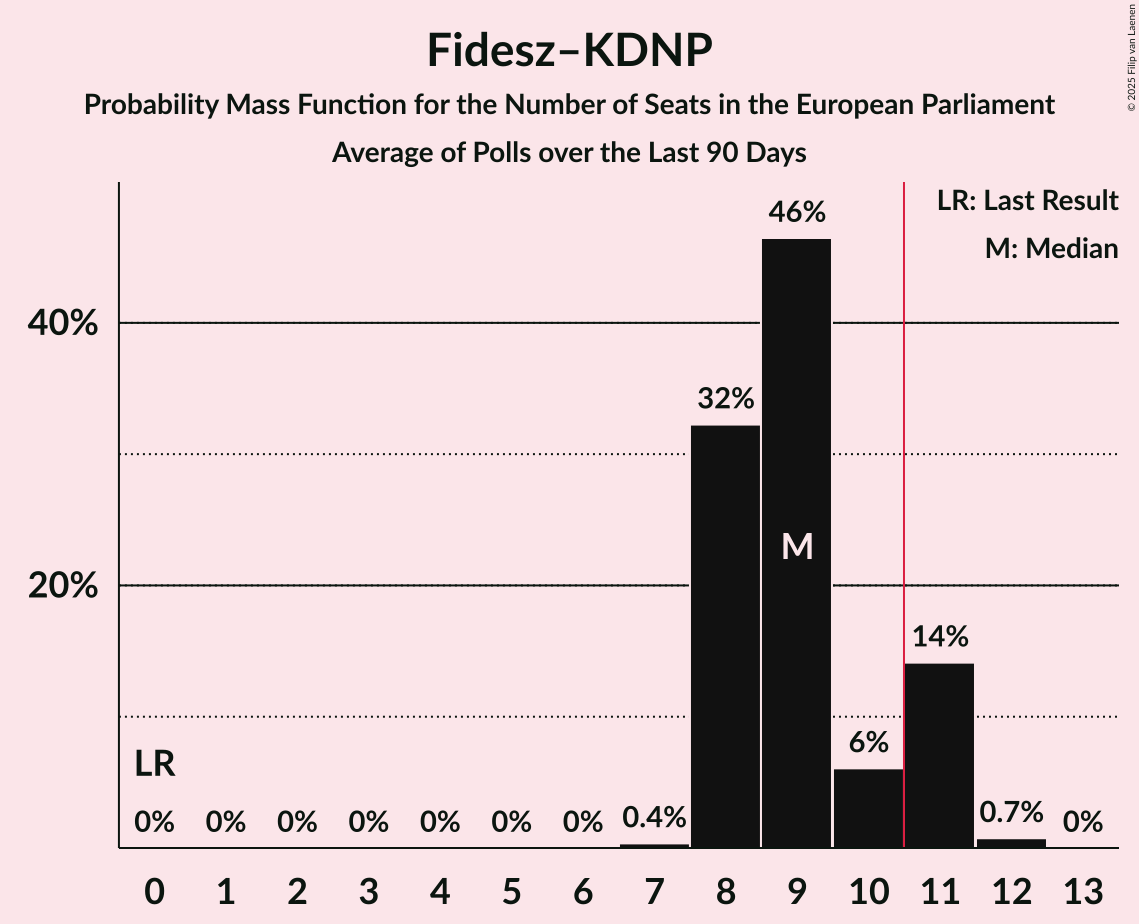 Fidesz–KDNP
Probability Mass Function for the Number of Seats in the European Parliament
Average of Polls over the Last 90 Days
© 2025 Filip van Laenen
LR: Last Result
M: Median
46%
40%
32%
M
20%
14%
6%
LR
0% 0% 0% 0% 0% 0% 0% 0.4% 0.7% 0%
0 1 2 3 4 5 6 7 8 9 10 11 12 13